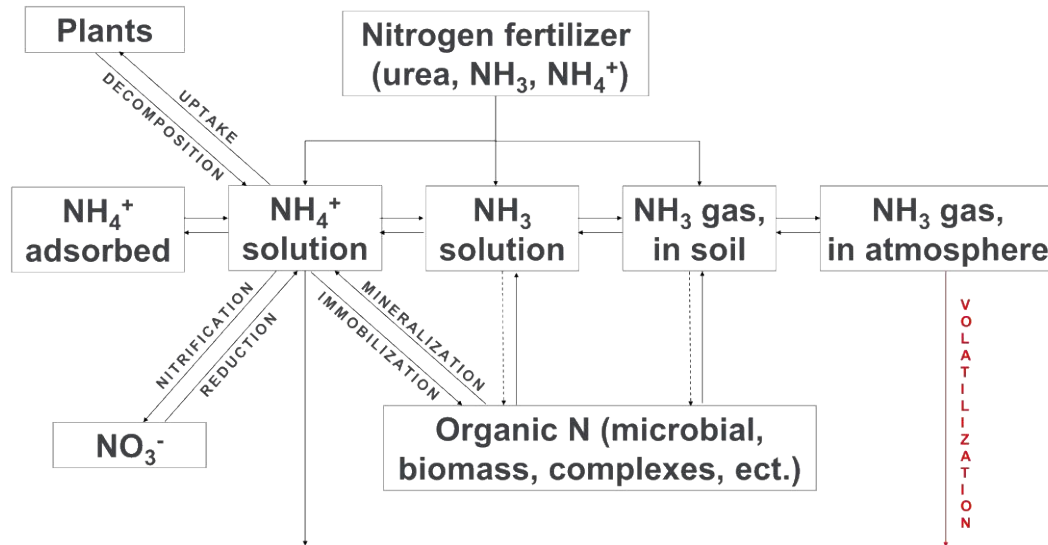 Plants
Nitrogen fertilizer
(urea, NH₃, NH₄⁺)
DECOMPOSITION
UPTAKE
NH₄⁺
adsorbed
NH₄⁺
solution
NH₃
solution
NH₃ gas,
in soil
NH₃ gas,
in atmosphere
NITRIFICATION
REDUCTION
IMMOBILIZATION
MINERALIZATION
VOLATILIZATION
NO₃⁻
Organic N (microbial,
biomass, complexes, ect.)